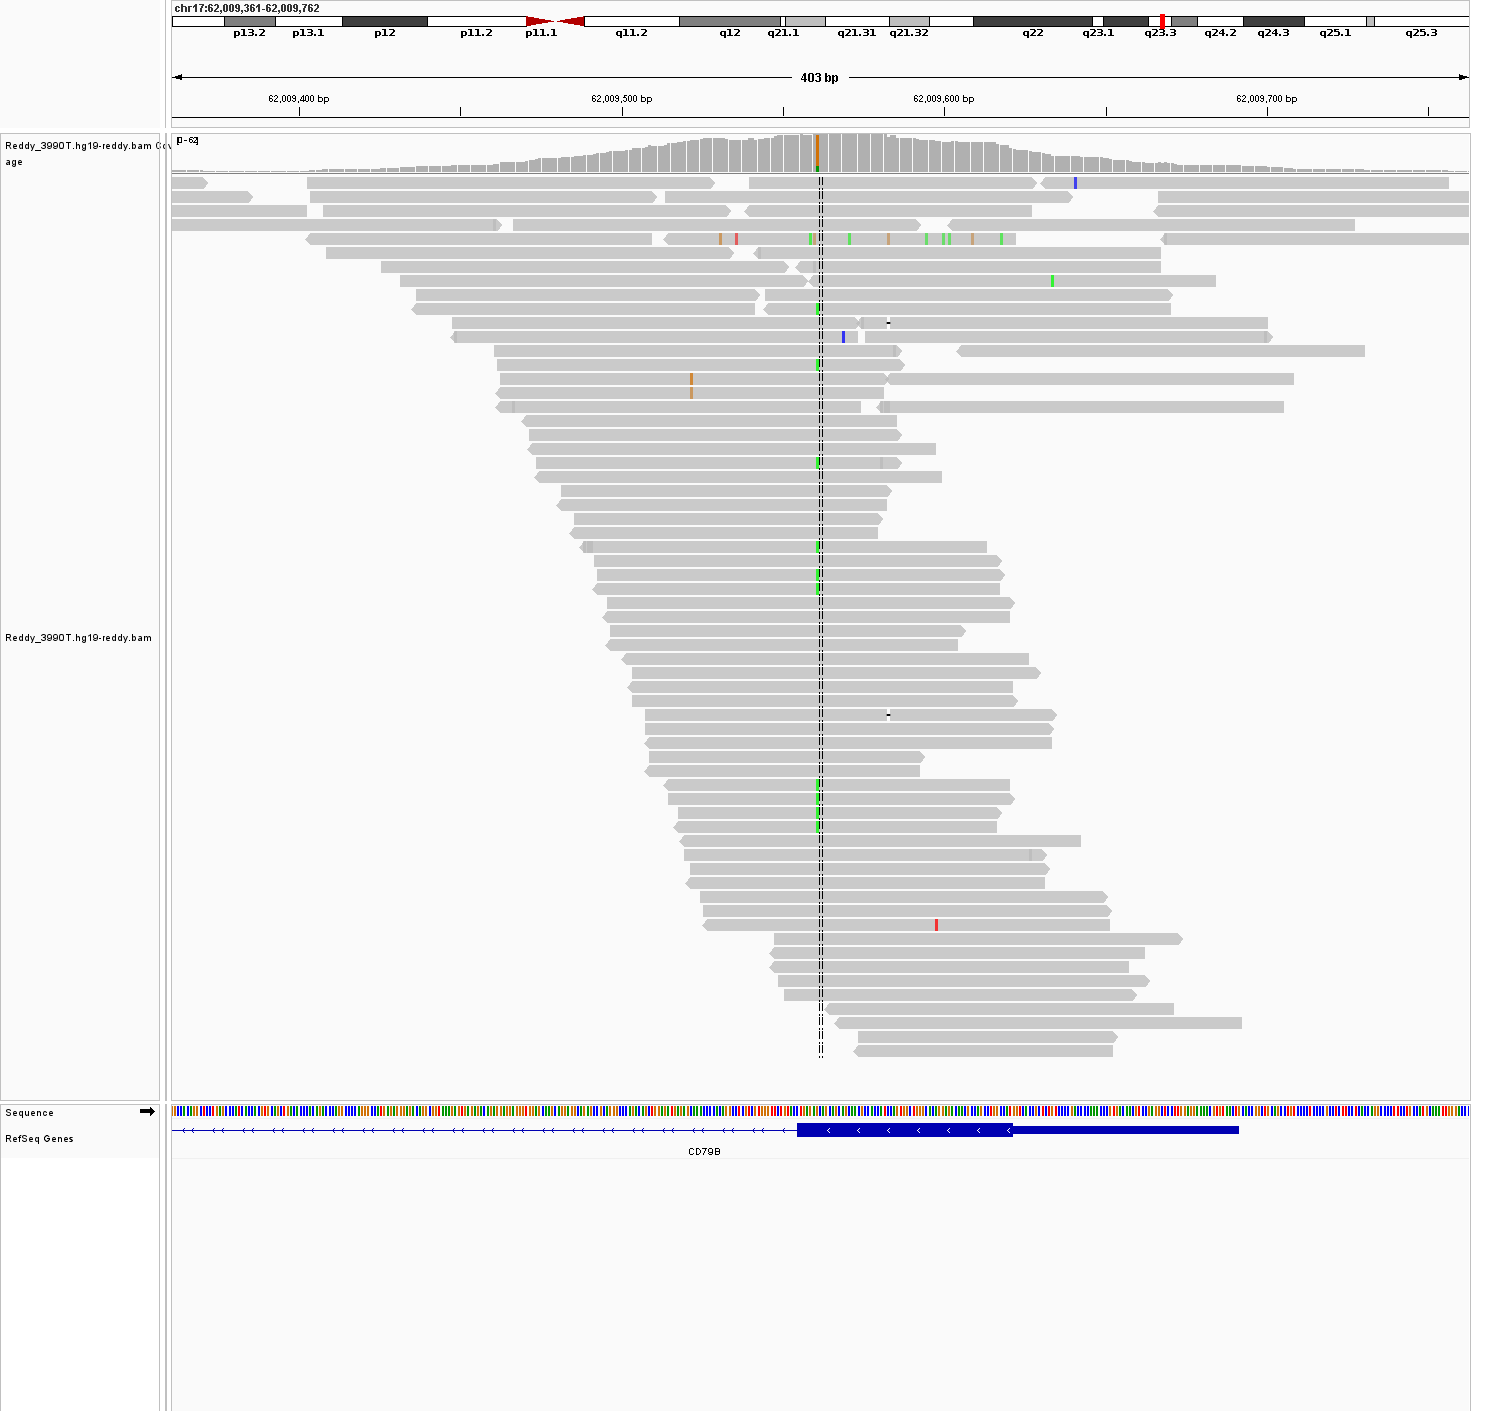 chr17:62,009,361-62,009,762
p13.2 p13.1 p12 p11.2 p11.1 q11.2 q12 q21.1 q21.31 q21.32 q22 q23.1 q23.3 q24.2 q24.3 q25.1 q25.3
403 bp
62,009,400 bp 62,009,500 bp 62,009,600 bp 62,009,700 bp
Reddy_3990T.hg19-reddy.bam Cov
age
[0-62]
Reddy_3990T.hg19-reddy.bam
Sequence
RefSeq Genes
CD79B